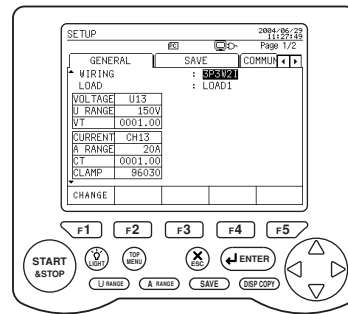 SETUP
2004/06/29
11:27:49
PC
Page 1/2
GENERAL
SAVE
COMMUN
WIRING : 3P3W2I
LOAD : LOAD1
VOLTAGE U13
U RANGE 150V
VT 0001.00
CURRENT CH13
A RANGE 20A
CT 0001.00
CLAMP 96030
CHANGE
F1 F2 F3 F4 F5
START
&STOP
LIGHT
TOP
MENU
ESC
ENTER
U RANGE
A RANGE
SAVE
DISP COPY